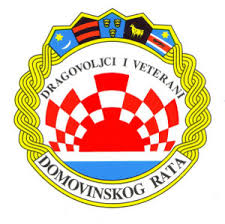 DRAGOVOLJCI I VETERANI
DOMOVINSKOG RATA